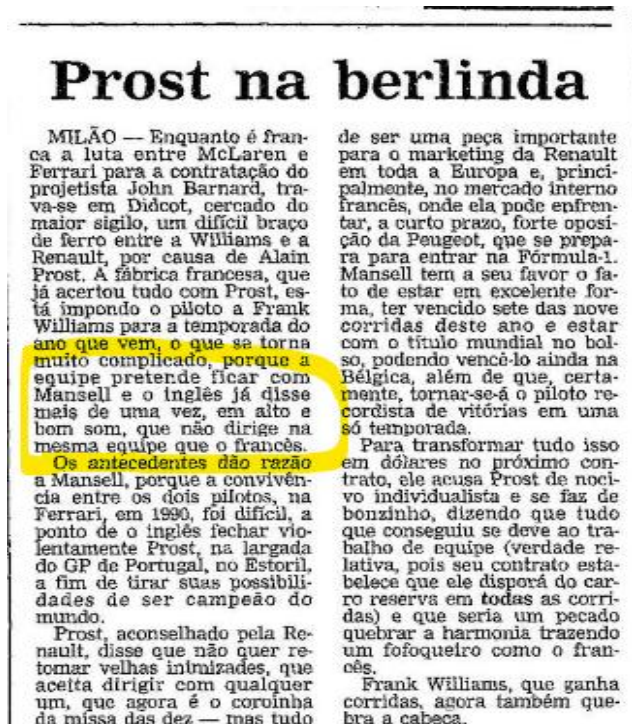 Prost na berlinda
MILÃO — Enquanto é fran-
ca a luta entre McLaren e
Ferrari para a contratação do
projetista John Barnard, tra-
va-se em Didcot, cercado do
maior sigilo, um difícil braço
de ferro entre a Williams e a
Renault, por causa de Alain
Prost. A fábrica francesa, que
já acertou tudo com Prost, es-
tá impondo o piloto a Frank
Williams para a temporada do
ano que vem, o que se torna
muito complicado, porque a
equipe pretende ficar com
Mansell e o inglês já disse
mais de uma vez, em alto e
bom som, que não dirige na
mesma equipe que o francês.
Os antecedentes dão razão
a Mansell, porque a convivên-
cia entre os dois pilotos, na
Ferrari, em 1990, foi difícil, a
ponto de o inglês fechar vio-
lentamente Prost, na largada
do GP de Portugal, no Estoril,
a fim de tirar suas possibili-
dades de ser campeão do
mundo.
Prost, aconselhado pela Re-
nault, disse que não quer re-
tomar velhas inimizades, que
aceita dirigir com qualquer
um, que agora é o coroinha
da missa das dez — mas tudo
de ser uma peça importante
para o marketing da Renault
em toda a Europa e, princi-
palmente, no mercado interno
francês, onde ela pode enfren-
tar, a curto prazo, forte oposi-
ção da Peugeot, que se prepa-
ra para entrar na Fórmula-1.
Mansell tem a seu favor o fa-
to de estar em excelente for-
ma, ter vencido sete das nove
corridas deste ano e estar
com o título mundial no bol-
so, podendo vencê-lo ainda na
Bélgica, além de que, certa-
mente, tornar-se-á o piloto re-
cordista de vitórias em uma
só temporada.
Para transformar tudo isso
em dólares no próximo con-
trato, ele acusa Prost de noci-
vo individualista e se faz de
bonzinho, dizendo que tudo
que conseguiu se deve ao tra-
balho de equipe (verdade re-
lativa, pois seu contrato esta-
belece que ele disporá do car-
ro reserva em todas as corri-
das) e que seria um pecado
quebrar a harmonia trazendo
um fofoqueiro como o fran-
cês.
Frank Williams, que ganha
corridas, agora também que-
bra a cabeça.